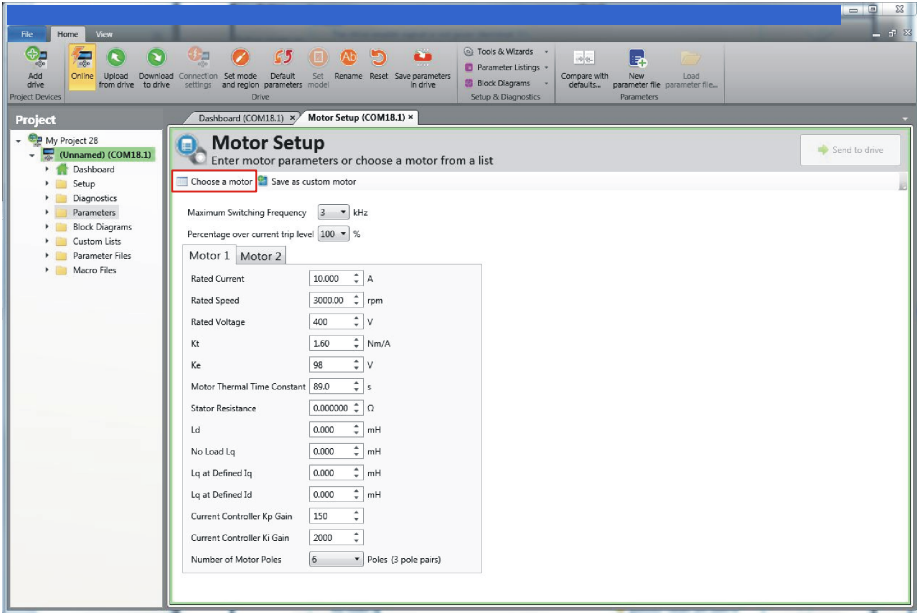 File Home View
Add drive
Online
Upload from drive
Download to drive
Connection settings
Set mode and region
Default parameters
Set model
Rename
Reset
Save parameters in drive
Tools & Wizards
Parameter Listings
Block Diagrams
Compare with defaults...
New parameter file
Load parameter file...
Project Devices Drive Setup & Diagnostics Parameters
Project
My Project 28
(Unnamed) (COM18.1)
Dashboard
Setup
Diagnostics
Parameters
Block Diagrams
Custom Lists
Parameter Files
Macro Files
Dashboard (COM18.1) × Motor Setup (COM18.1) ×
Motor Setup
Enter motor parameters or choose a motor from a list
Send to drive
Choose a motor Save as custom motor
Maximum Switching Frequency 3 kHz
Percentage over current trip level 100 %
Motor 1 Motor 2
Rated Current 10.000 A
Rated Speed 3000.00 rpm
Rated Voltage 400 V
Kt 1.60 Nm/A
Ke 98 V
Motor Thermal Time Constant 89.0 s
Stator Resistance 0.000000 Ω
Ld 0.000 mH
No Load Lq 0.000 mH
Lq at Defined Iq 0.000 mH
Lq at Defined Id 0.000 mH
Current Controller Kp Gain 150
Current Controller Ki Gain 2000
Number of Motor Poles 6 Poles (3 pole pairs)